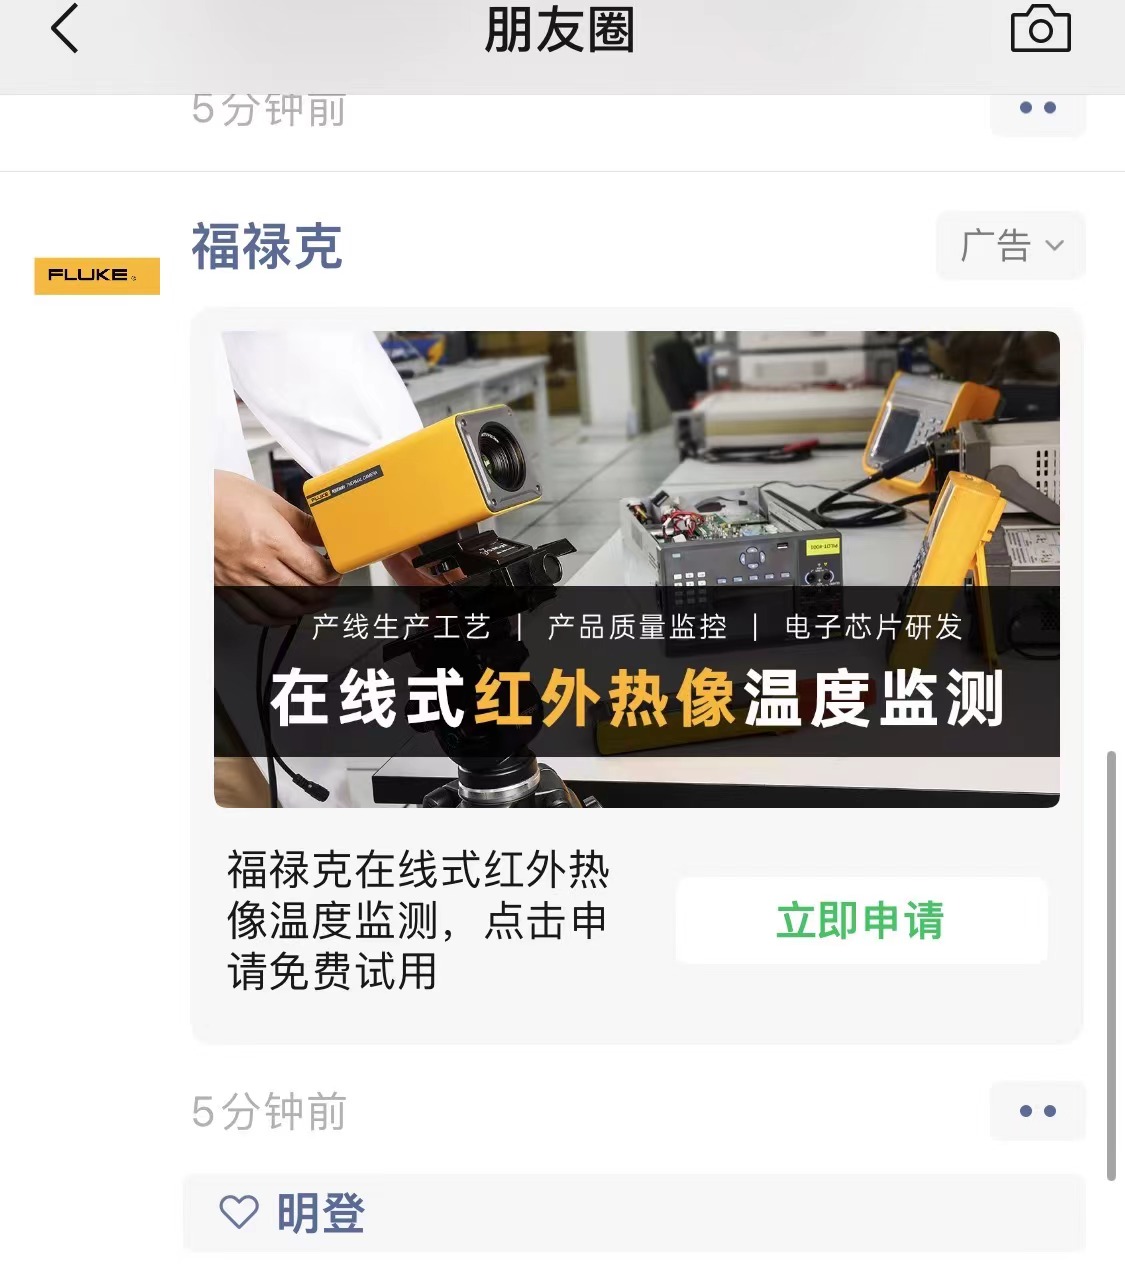 朋友圈
5分钟前
福禄克
广告
FLUKE
FLUKE
产线生产工艺 | 产品质量监控 | 电子芯片研发
在线式红外热像温度监测
福禄克在线式红外热
像温度监测，点击申
请免费试用
立即申请
5分钟前
明登